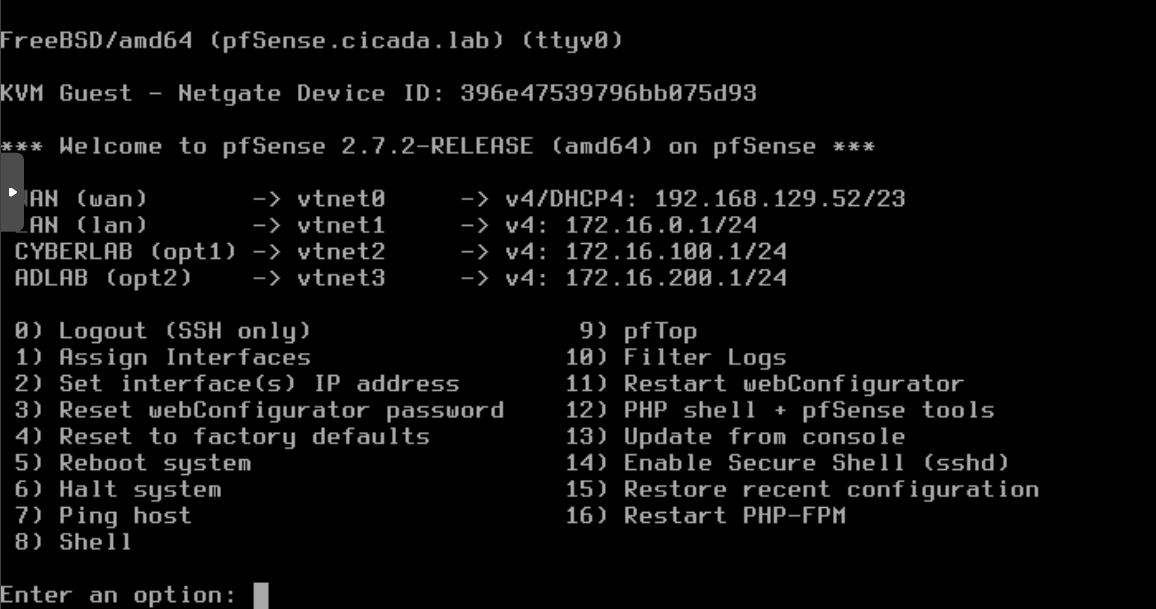 FreeBSD/amd64 (pfSense.cicada.lab) (ttyv0)
KVM Guest - Netgate Device ID: 396e47539796bb075d93
*** Welcome to pfSense 2.7.2-RELEASE (amd64) on pfSense ***
WAN (wan) -> vtnet0 -> v4/DHCP4: 192.168.129.52/23
LAN (lan) -> vtnet1 -> v4: 172.16.0.1/24
CYBERLAB (opt1) -> vtnet2 -> v4: 172.16.100.1/24
ADLAB (opt2) -> vtnet3 -> v4: 172.16.200.1/24
0) Logout (SSH only) 9) pfTop
1) Assign Interfaces 10) Filter Logs
2) Set interface(s) IP address 11) Restart webConfigurator
3) Reset webConfigurator password 12) PHP shell + pfSense tools
4) Reset to factory defaults 13) Update from console
5) Reboot system 14) Enable Secure Shell (sshd)
6) Halt system 15) Restore recent configuration
7) Ping host 16) Restart PHP-FPM
8) Shell
Enter an option: